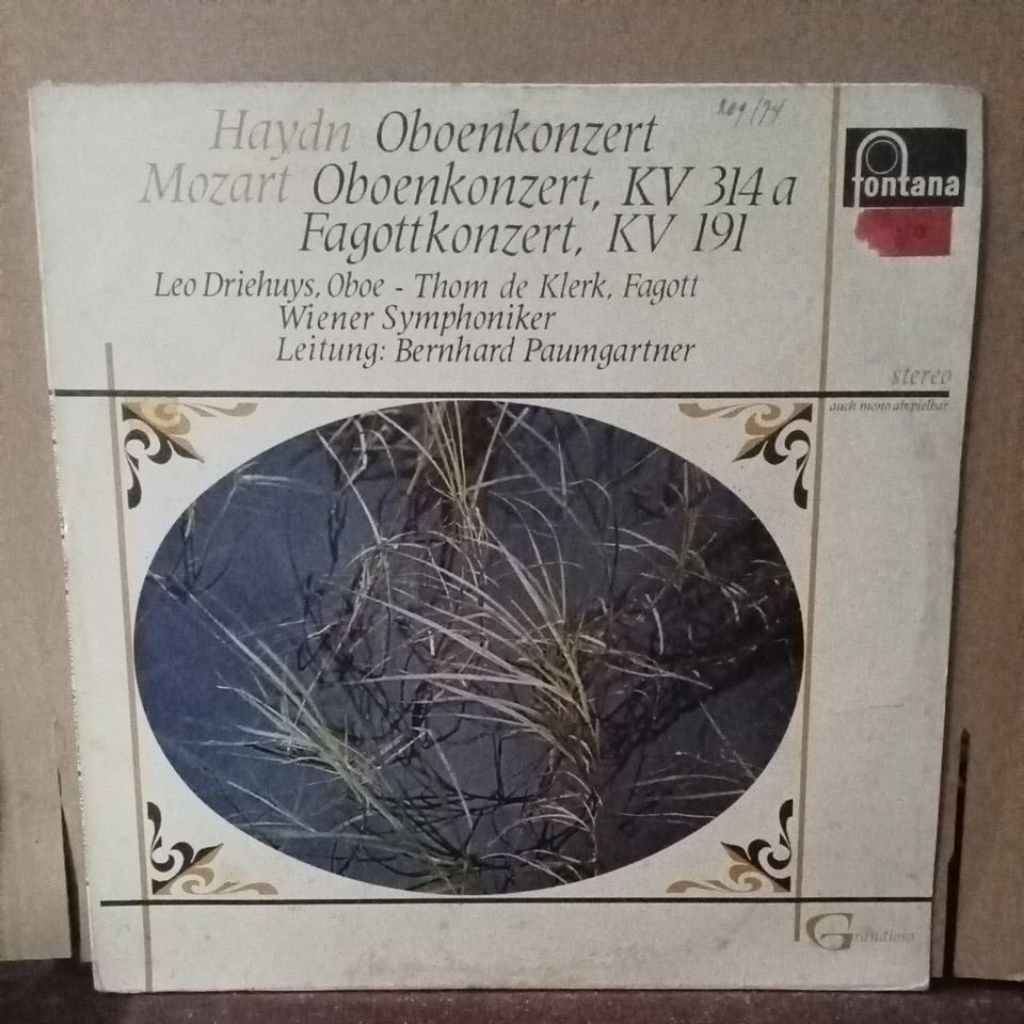 Haydn Oboenkonzert
Mozart Oboenkonzert, KV 314 a
Fagottkonzert, KV 191
Leo Driehuys, Oboe - Thom de Klerk, Fagott
Wiener Symphoniker
Leitung: Bernhard Paumgartner
fontana
stereo
auch mono abspielbar
Grandioso